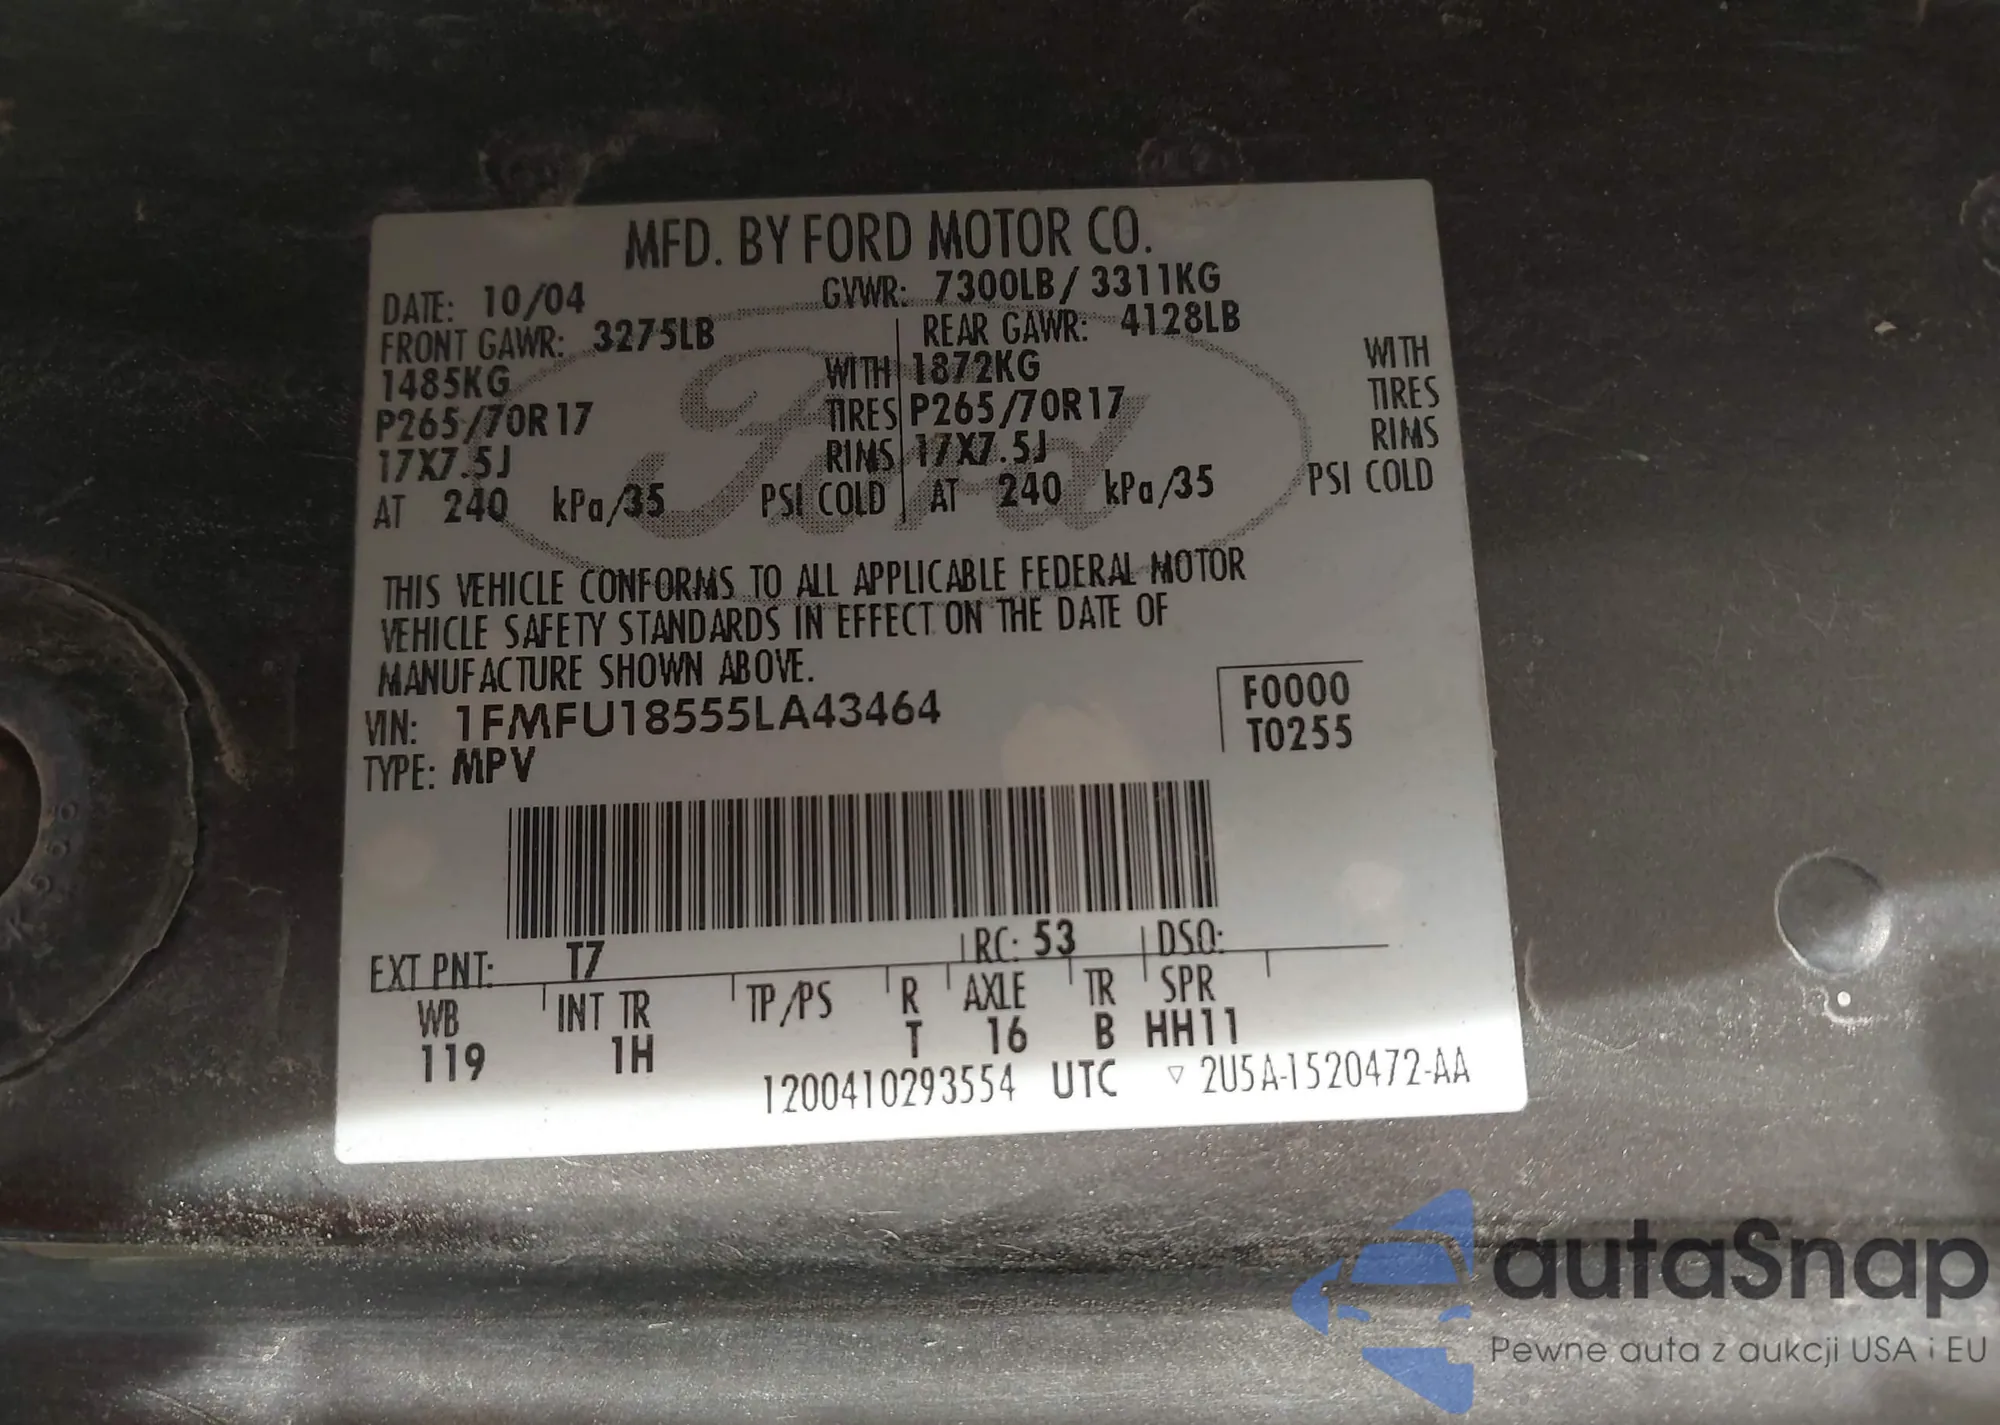 MFD. BY FORD MOTOR CO.
DATE: 10/04 GVWR: 7300LB/ 3311KG
FRONT GAWR: 3275LB REAR GAWR: 4128LB
1485KG WITH 1872KG WITH
P265/70R17 TIRES P265/70R17 TIRES
17X7.5J RIMS 17X7.5J RIMS
AT 240 kPa/35 PSI COLD AT 240 kPa/35 PSI COLD
Ford
THIS VEHICLE CONFORMS TO ALL APPLICABLE FEDERAL MOTOR
VEHICLE SAFETY STANDARDS IN EFFECT ON THE DATE OF
MANUFACTURE SHOWN ABOVE.
VIN: 1FMFU18555LA43464 F0000
TYPE: MPV T0255
EXT PNT: T7 RC: 53 DSO:
WB INT TR TP/PS R AXLE TR SPR
119 1H T 16 B HH11
1200410293554 UTC ▽ 2U5A-1520472-AA
autaSnap
Pewne auta z aukcji USA i EU